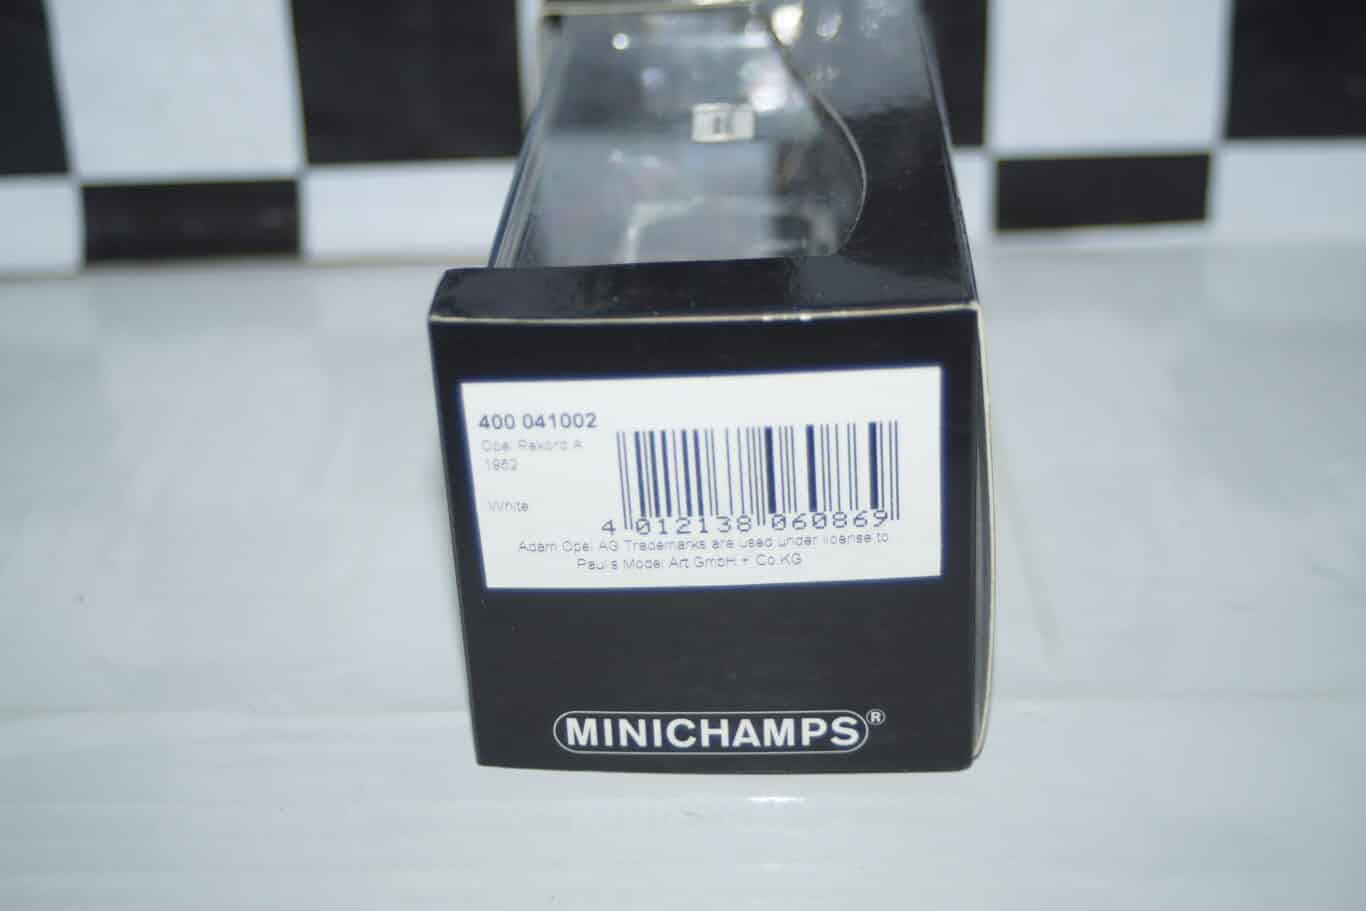 400 041002
Opel Rekord A
1962
White
4 012138 060869
Adam Opel AG Trademarks are used under license to
Paul's Model Art GmbH + Co.KG
MINICHAMPS®